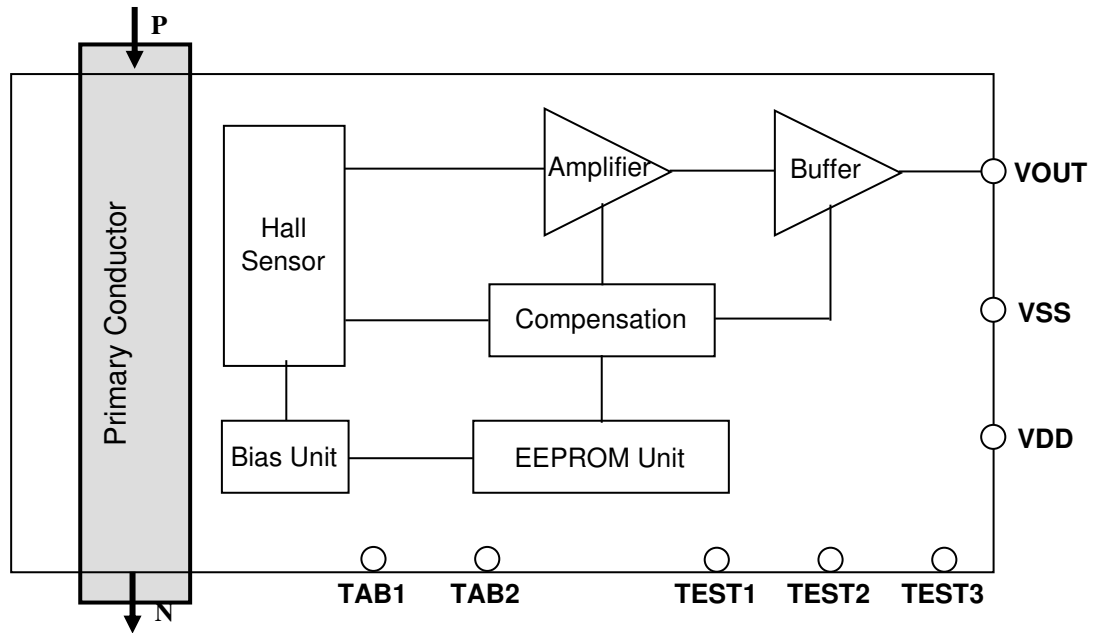 P
Primary Conductor
Hall
Sensor
Amplifier
Buffer
VOUT
Compensation
VSS
Bias Unit
EEPROM Unit
VDD
TAB1
TAB2
TEST1
TEST2
TEST3
N